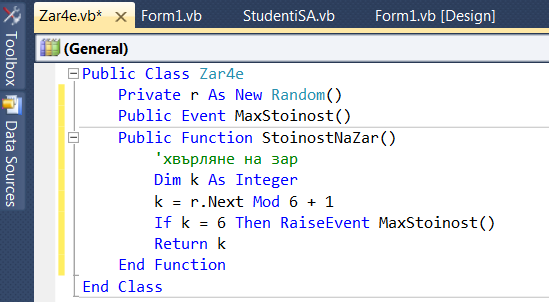 Zar4e.vb* Form1.vb StudentiSA.vb Form1.vb [Design]
(General)
Toolbox
Data Sources
Public Class Zar4e
Private r As New Random()
Public Event MaxStoinost()
Public Function StoinostNaZar()
'хвърляне на зар
Dim k As Integer
k = r.Next Mod 6 + 1
If k = 6 Then RaiseEvent MaxStoinost()
Return k
End Function
End Class